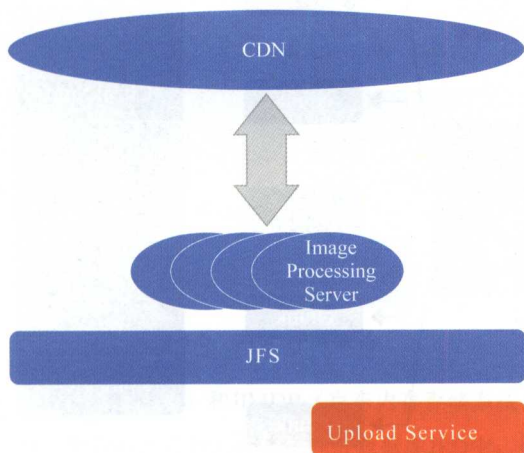 CDN
Image
Processing
Server
JFS
Upload Service